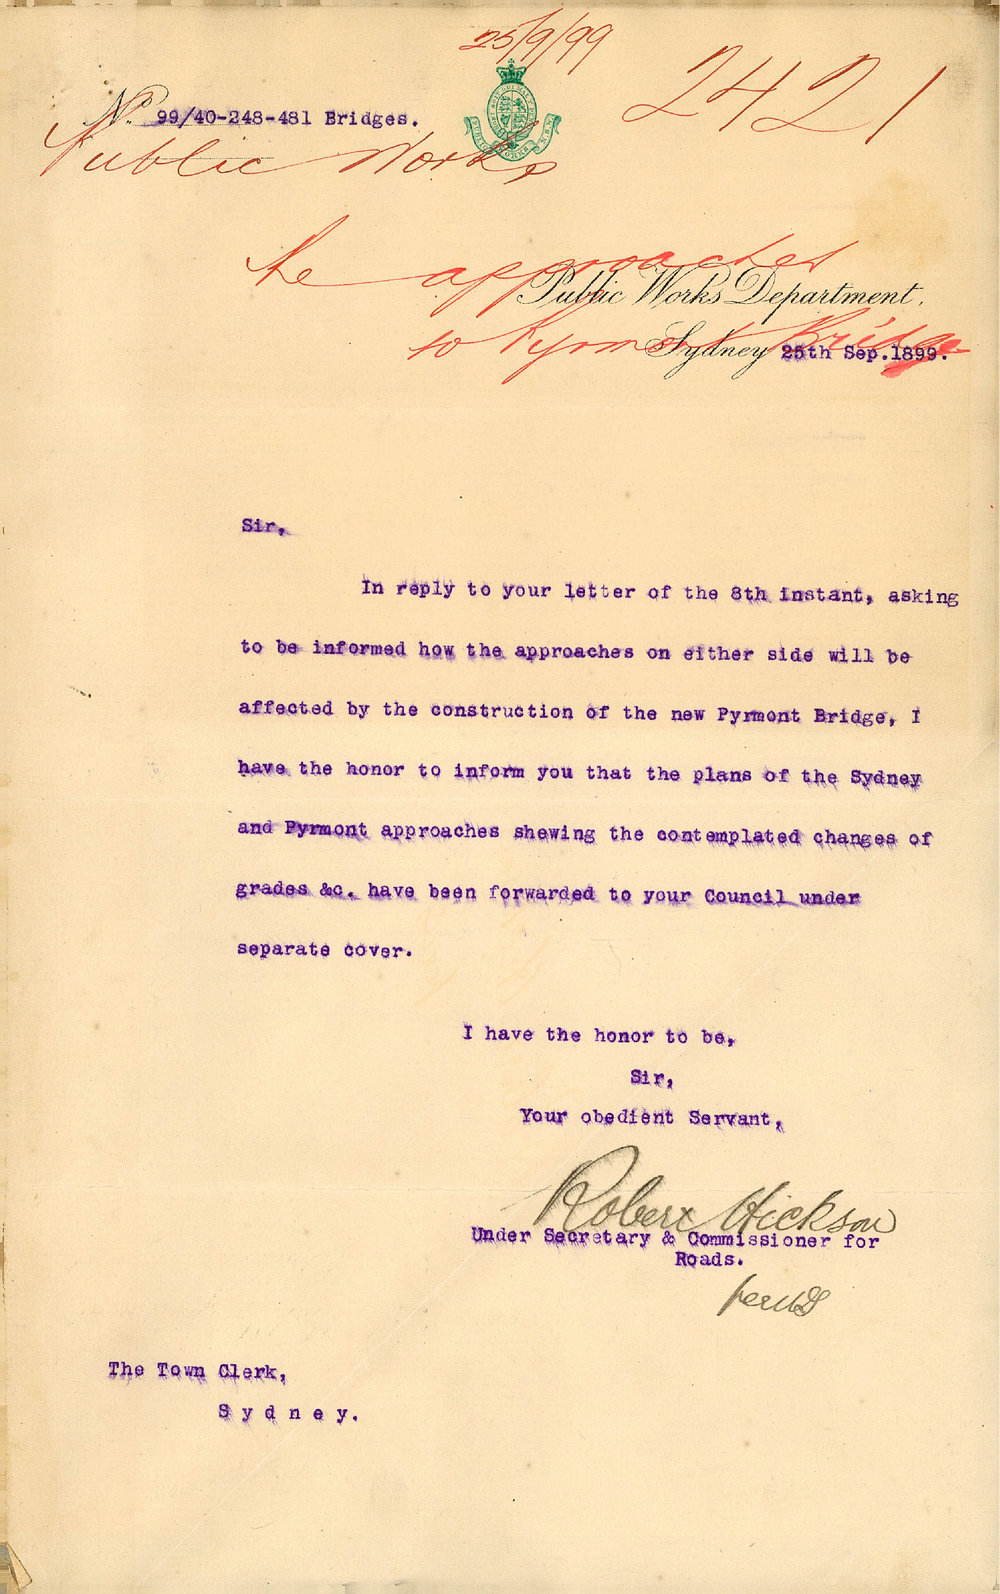 25/9/99
2421
No. 99/40-248-481 Bridges.
Public Works
PUBLIC WORKS N.S.W.
Re approaches
Public Works Department,
to Pyrmont Bridge
Sydney 25th Sep.1899.
Sir,
In reply to your letter of the 8th instant, asking
to be informed how the approaches on either side will be
affected by the construction of the new Pyrmont Bridge, I
have the honor to inform you that the plans of the Sydney
and Pyrmont approaches shewing the contemplated changes of
grades &c. have been forwarded to your Council under
separate cover.
I have the honor to be,
Sir,
Your obedient Servant,
Robert Hickson
Under Secretary & Commissioner for
Roads.
The Town Clerk,
Sydney.